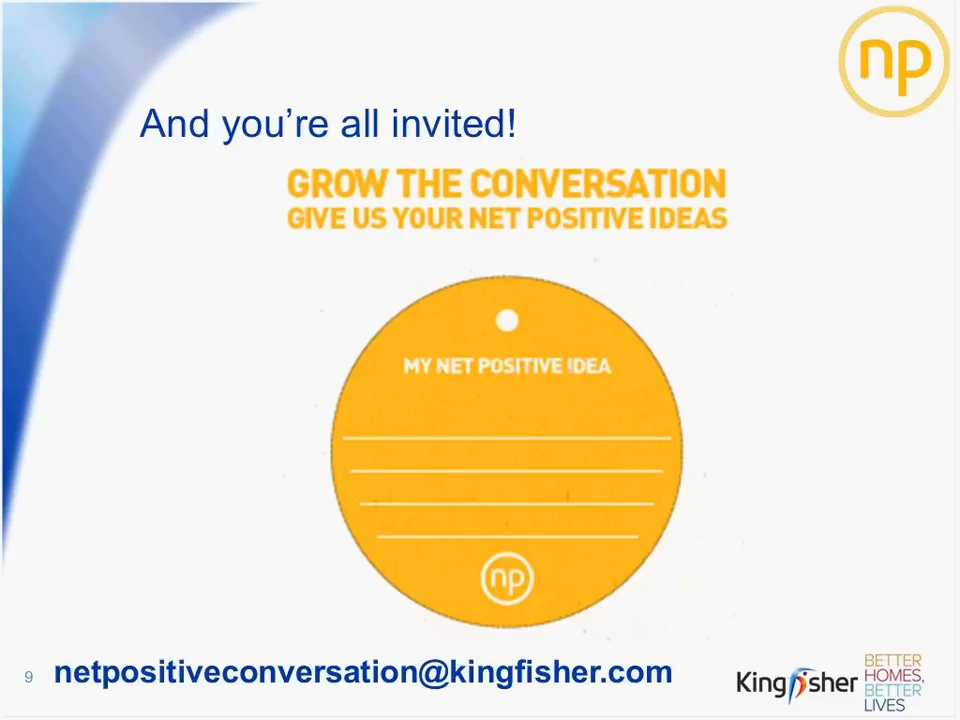 np
And you’re all invited!
GROW THE CONVERSATION
GIVE US YOUR NET POSITIVE IDEAS
MY NET POSITIVE IDEA
np
9
netpositiveconversation@kingfisher.com
Kingfisher
BETTER
HOMES,
BETTER
LIVES